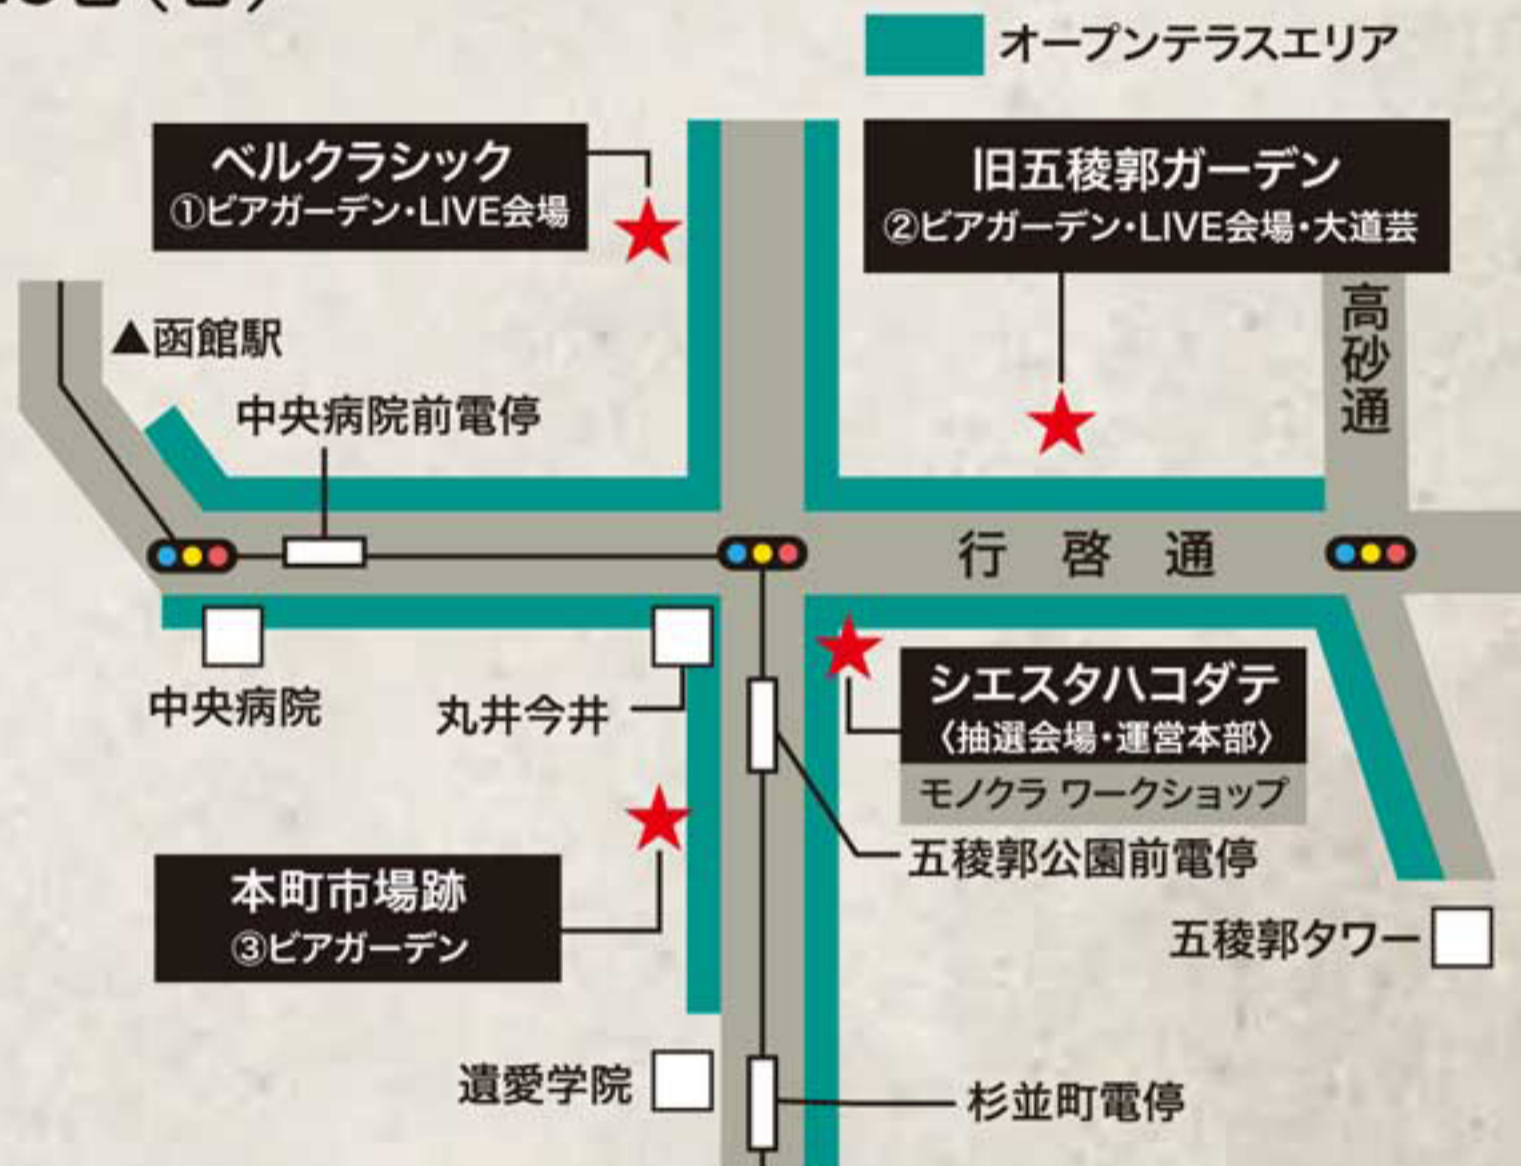 オープンテラスエリア
ベルクラシック
①ビアガーデン・LIVE会場
旧五稜郭ガーデン
②ビアガーデン・LIVE会場・大道芸
高砂通
▲函館駅
中央病院前電停
行啓通
中央病院
丸井今井
シエスタハコダテ
〈抽選会場・運営本部〉
モノクラ ワークショップ
五稜郭公園前電停
本町市場跡
③ビアガーデン
五稜郭タワー
遺愛学院
杉並町電停